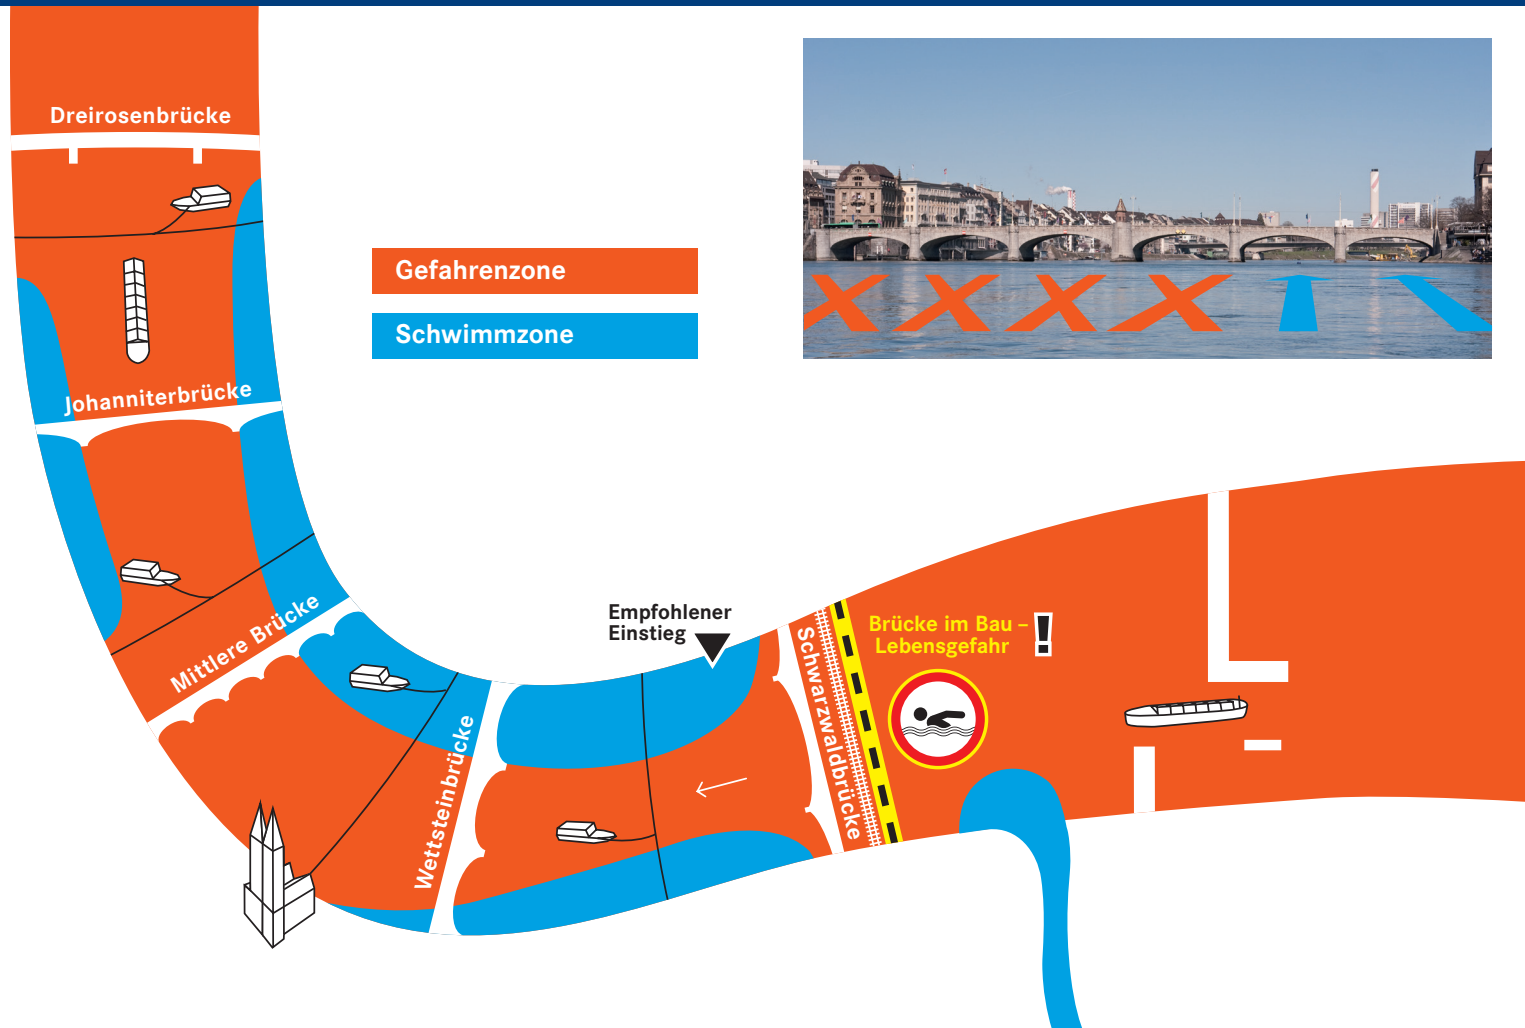 Dreirosenbrücke
Gefahrenzone
Schwimmzone
Johanniterbrücke
Mittlere Brücke
Empfohlener
Einstieg
Wettsteinbrücke
Schwarzwaldbrücke
Brücke im Bau –
Lebensgefahr
!